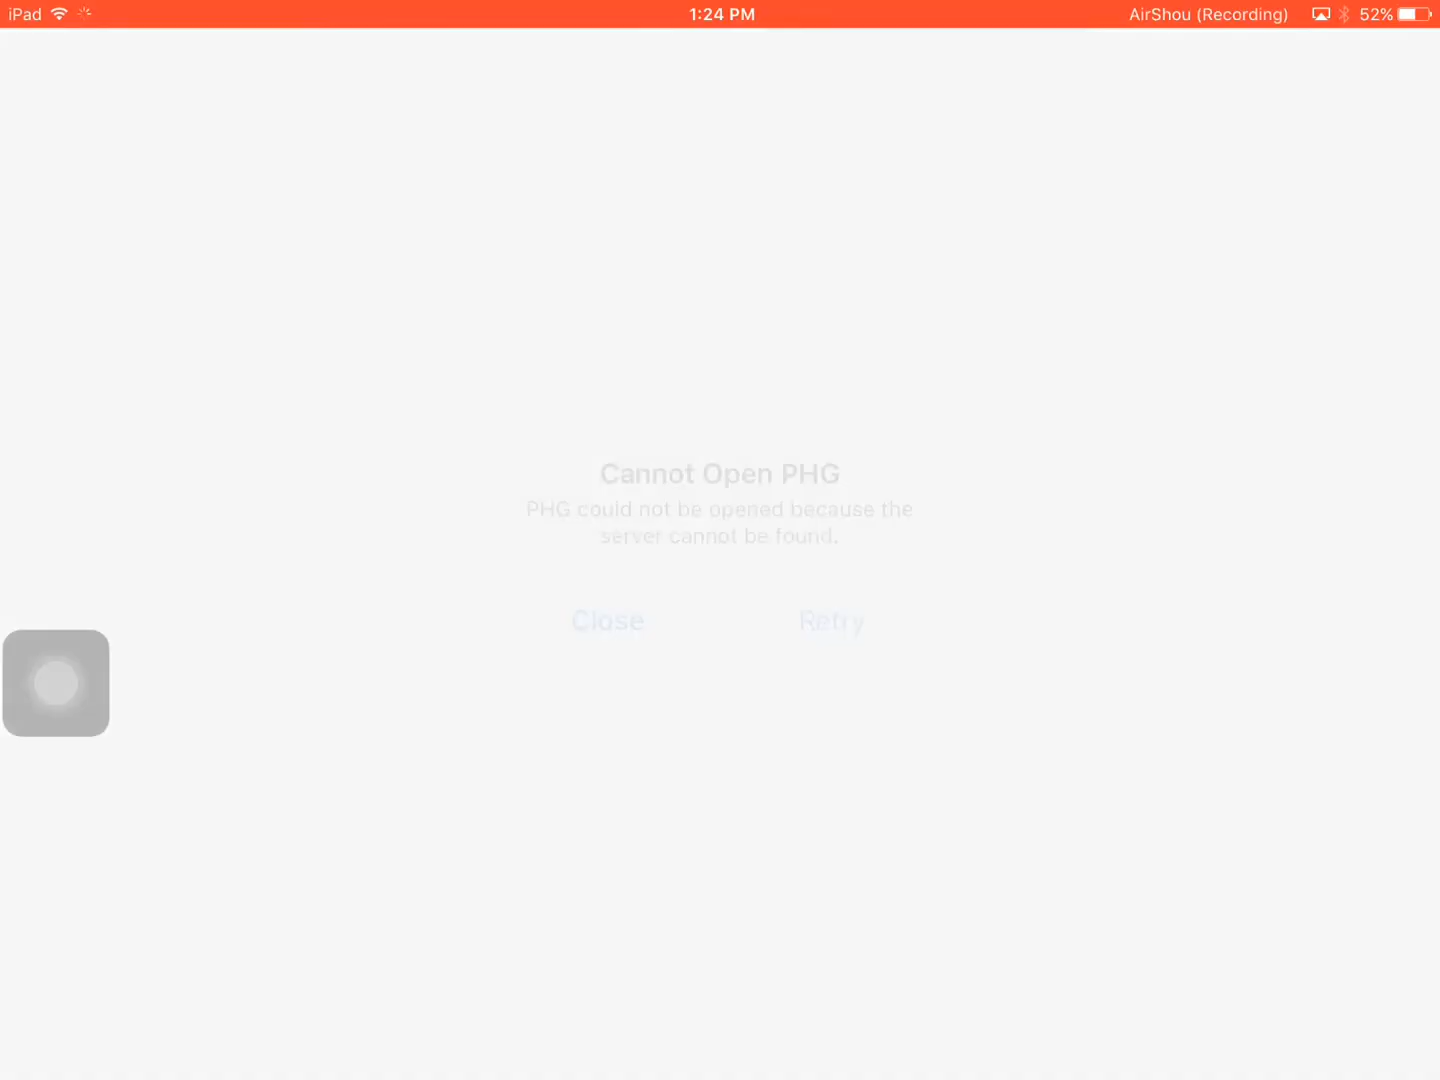 iPad 1:24 PM AirShou (Recording) 52%
Cannot Open PHG
PHG could not be opened because the
server cannot be found.
Close Retry